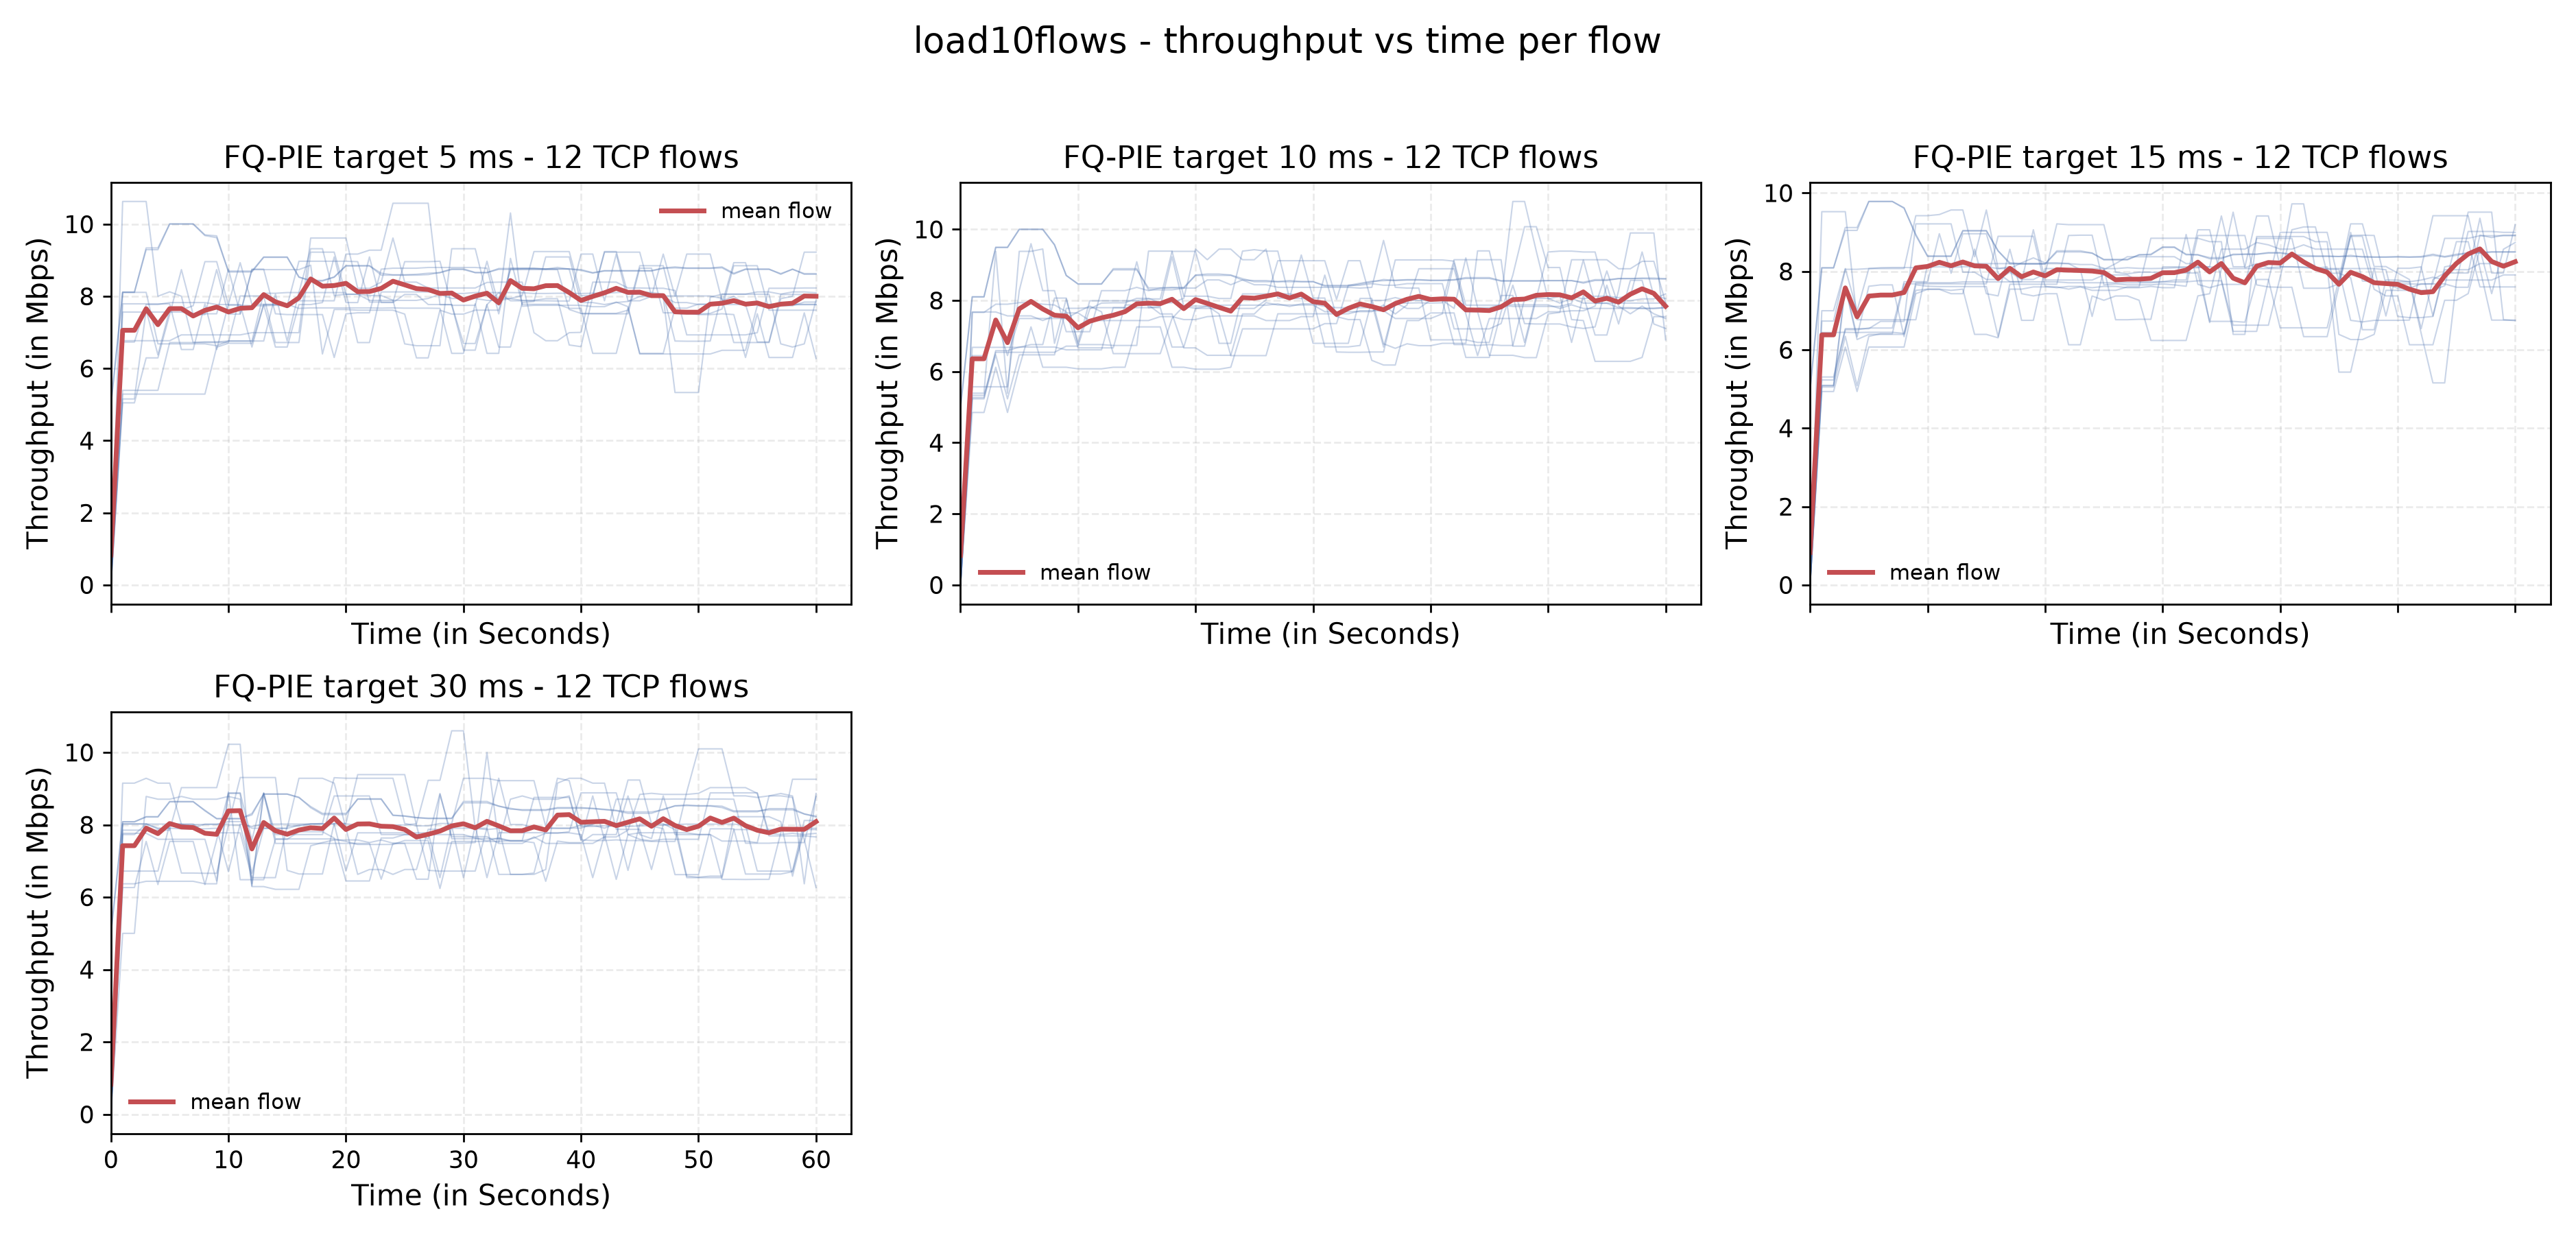 load10flows - throughput vs time per flow
FQ-PIE target 5 ms - 12 TCP flows
Throughput (in Mbps)
10
8
6
4
2
0
mean flow
Time (in Seconds)
FQ-PIE target 10 ms - 12 TCP flows
Throughput (in Mbps)
10
8
6
4
2
0
mean flow
Time (in Seconds)
FQ-PIE target 15 ms - 12 TCP flows
Throughput (in Mbps)
10
8
6
4
2
0
mean flow
Time (in Seconds)
FQ-PIE target 30 ms - 12 TCP flows
Throughput (in Mbps)
10
8
6
4
2
0
mean flow
0 10 20 30 40 50 60
Time (in Seconds)